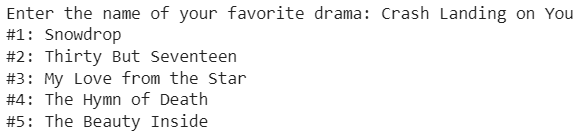 Enter the name of your favorite drama: Crash Landing on You
#1: Snowdrop
#2: Thirty But Seventeen
#3: My Love from the Star
#4: The Hymn of Death
#5: The Beauty Inside